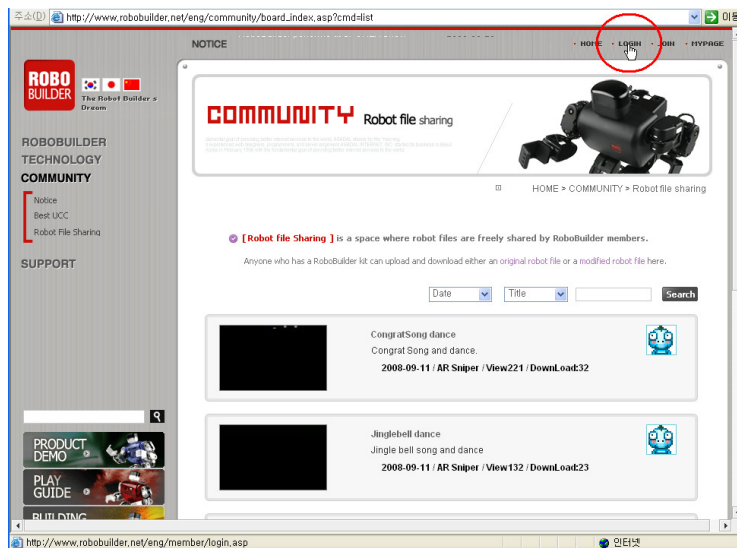 주소(D) http://www.robobuilder.net/eng/community/board_index.asp?cmd=list 이동
NOTICE
• HOME • LOGIN • JOIN • MYPAGE
ROBO
BUILDER
The Robot Builder s
Dream
COMMUNITY Robot file sharing
HOME > COMMUNITY > Robot file sharing
ROBOBUILDER
TECHNOLOGY
COMMUNITY
Notice
Best UCC
Robot File Sharing
SUPPORT
[ Robot file Sharing ] is a space where robot files are freely shared by RoboBuilder members.
Anyone who has a RoboBuilder kit can upload and download either an original robot file or a modified robot file here.
Date Title Search
CongratSong dance
Congrat Song and dance.
2008-09-11 / AR Sniper / View221 / DownLoad:32
Jinglebell dance
Jingle bell song and dance
2008-09-11 / AR Sniper / View132 / DownLoad:23
PRODUCT
DEMO
PLAY
GUIDE
BUILDING
http://www.robobuilder.net/eng/member/login.asp 인터넷